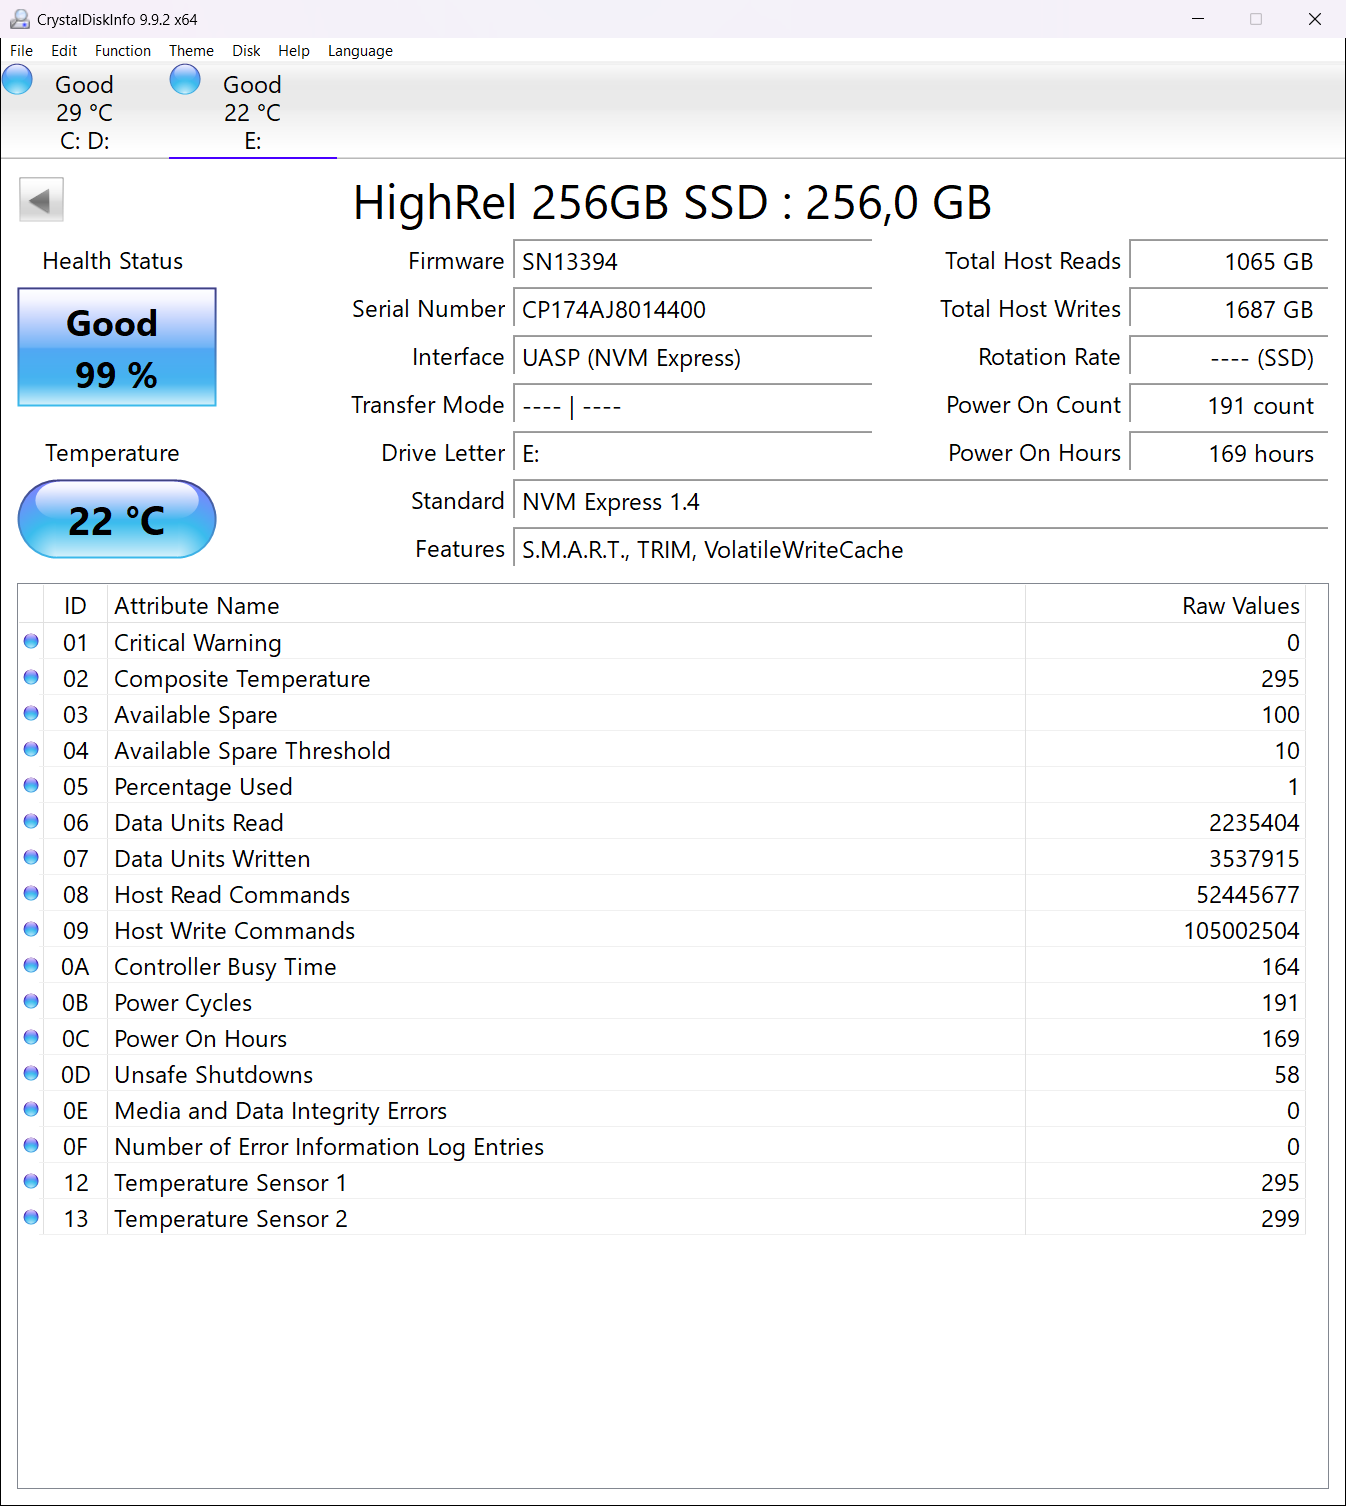 CrystalDiskInfo 9.9.2 x64
File Edit Function Theme Disk Help Language
Good Good
29 °C 22 °C
C: D: E:
HighRel 256GB SSD : 256,0 GB
Health Status
Good
99 %
Temperature
22 °C
Firmware SN13394
Serial Number CP174AJ8014400
Interface UASP (NVM Express)
Transfer Mode ---- | ----
Drive Letter E:
Standard NVM Express 1.4
Features S.M.A.R.T., TRIM, VolatileWriteCache
Total Host Reads 1065 GB
Total Host Writes 1687 GB
Rotation Rate ---- (SSD)
Power On Count 191 count
Power On Hours 169 hours
ID Attribute Name Raw Values
01 Critical Warning 0
02 Composite Temperature 295
03 Available Spare 100
04 Available Spare Threshold 10
05 Percentage Used 1
06 Data Units Read 2235404
07 Data Units Written 3537915
08 Host Read Commands 52445677
09 Host Write Commands 105002504
0A Controller Busy Time 164
0B Power Cycles 191
0C Power On Hours 169
0D Unsafe Shutdowns 58
0E Media and Data Integrity Errors 0
0F Number of Error Information Log Entries 0
12 Temperature Sensor 1 295
13 Temperature Sensor 2 299